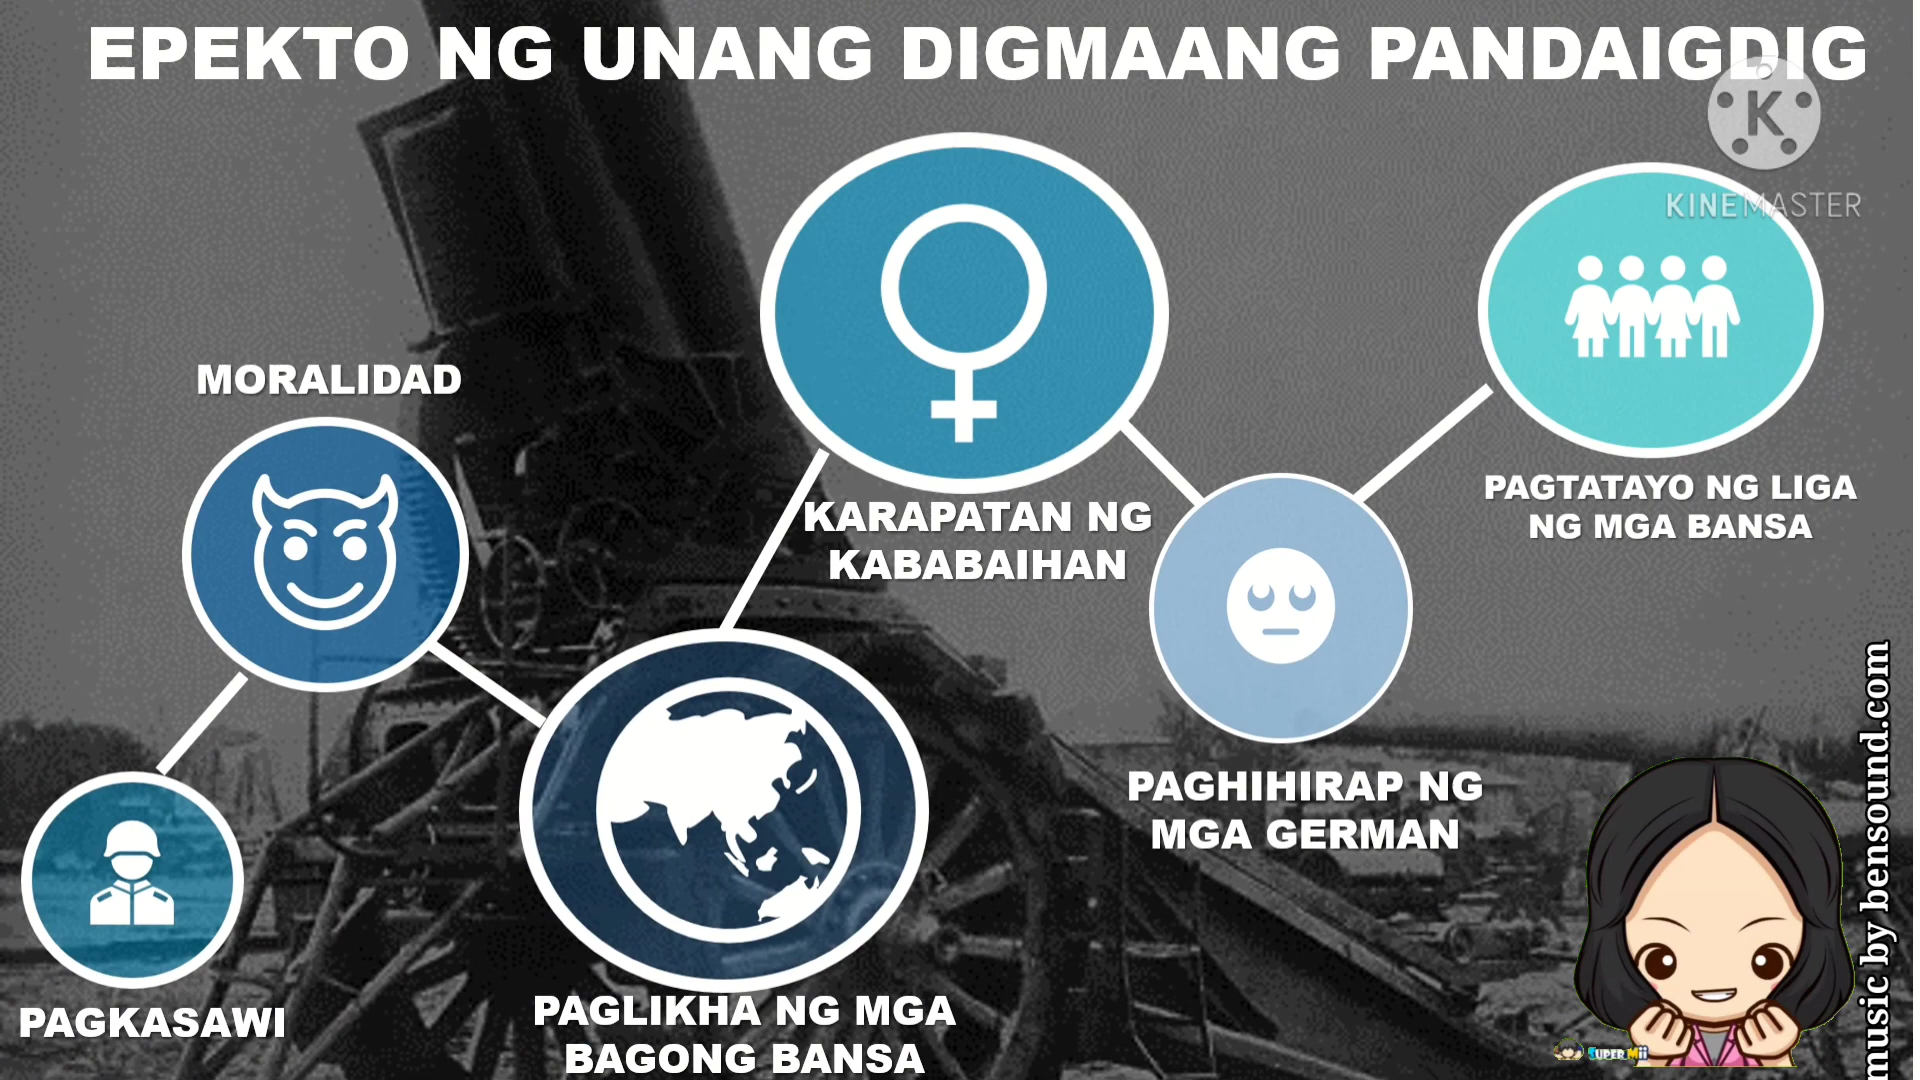 EPEKTO NG UNANG DIGMAANG PANDAIGDIG
K
KINEMASTER
MORALIDAD
KARAPATAN NG
KABABAIHAN
PAGTATAYO NG LIGA
NG MGA BANSA
PAGHIHIRAP NG
MGA GERMAN
PAGKASAWI
PAGLIKHA NG MGA
BAGONG BANSA
SUPER Mii
music by bensound.com